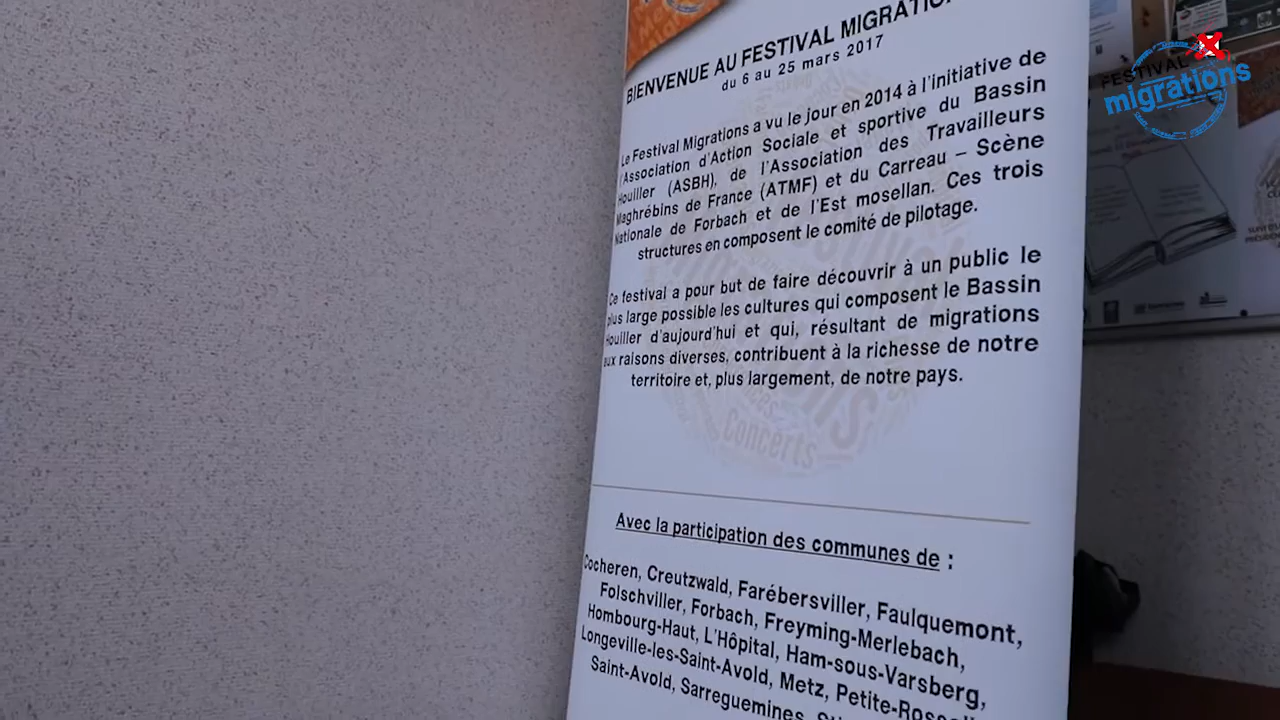 BIENVENUE AU FESTIVAL
du 6 au 25 mars 2017
Le Festival Migrations a vu le jour en 2014 à l'initiative de
l'Association d'Action Sociale et sportive du Bassin
Houiller (ASBH), de l'Association des Travailleurs
Maghrébins de France (ATMF) et du Carreau – Scène
Nationale de Forbach et de l'Est mosellan. Ces trois
structures en composent le comité de pilotage.
Ce festival a pour but de faire découvrir à un public le
plus large possible les cultures qui composent le Bassin
Houiller d'aujourd'hui et qui, résultant de migrations
aux raisons diverses, contribuent à la richesse de notre
territoire et, plus largement, de notre pays.
Concerts
Avec la participation des communes de :
Cocheren, Creutzwald, Farébersviller, Faulquemont,
Folschviller, Forbach, Freyming-Merlebach,
Hombourg-Haut, L'Hôpital, Ham-sous-Varsberg,
Longeville-les-Saint-Avold, Metz,
Saint-Avold, Sarreguemines,
FESTIVAL
migrations